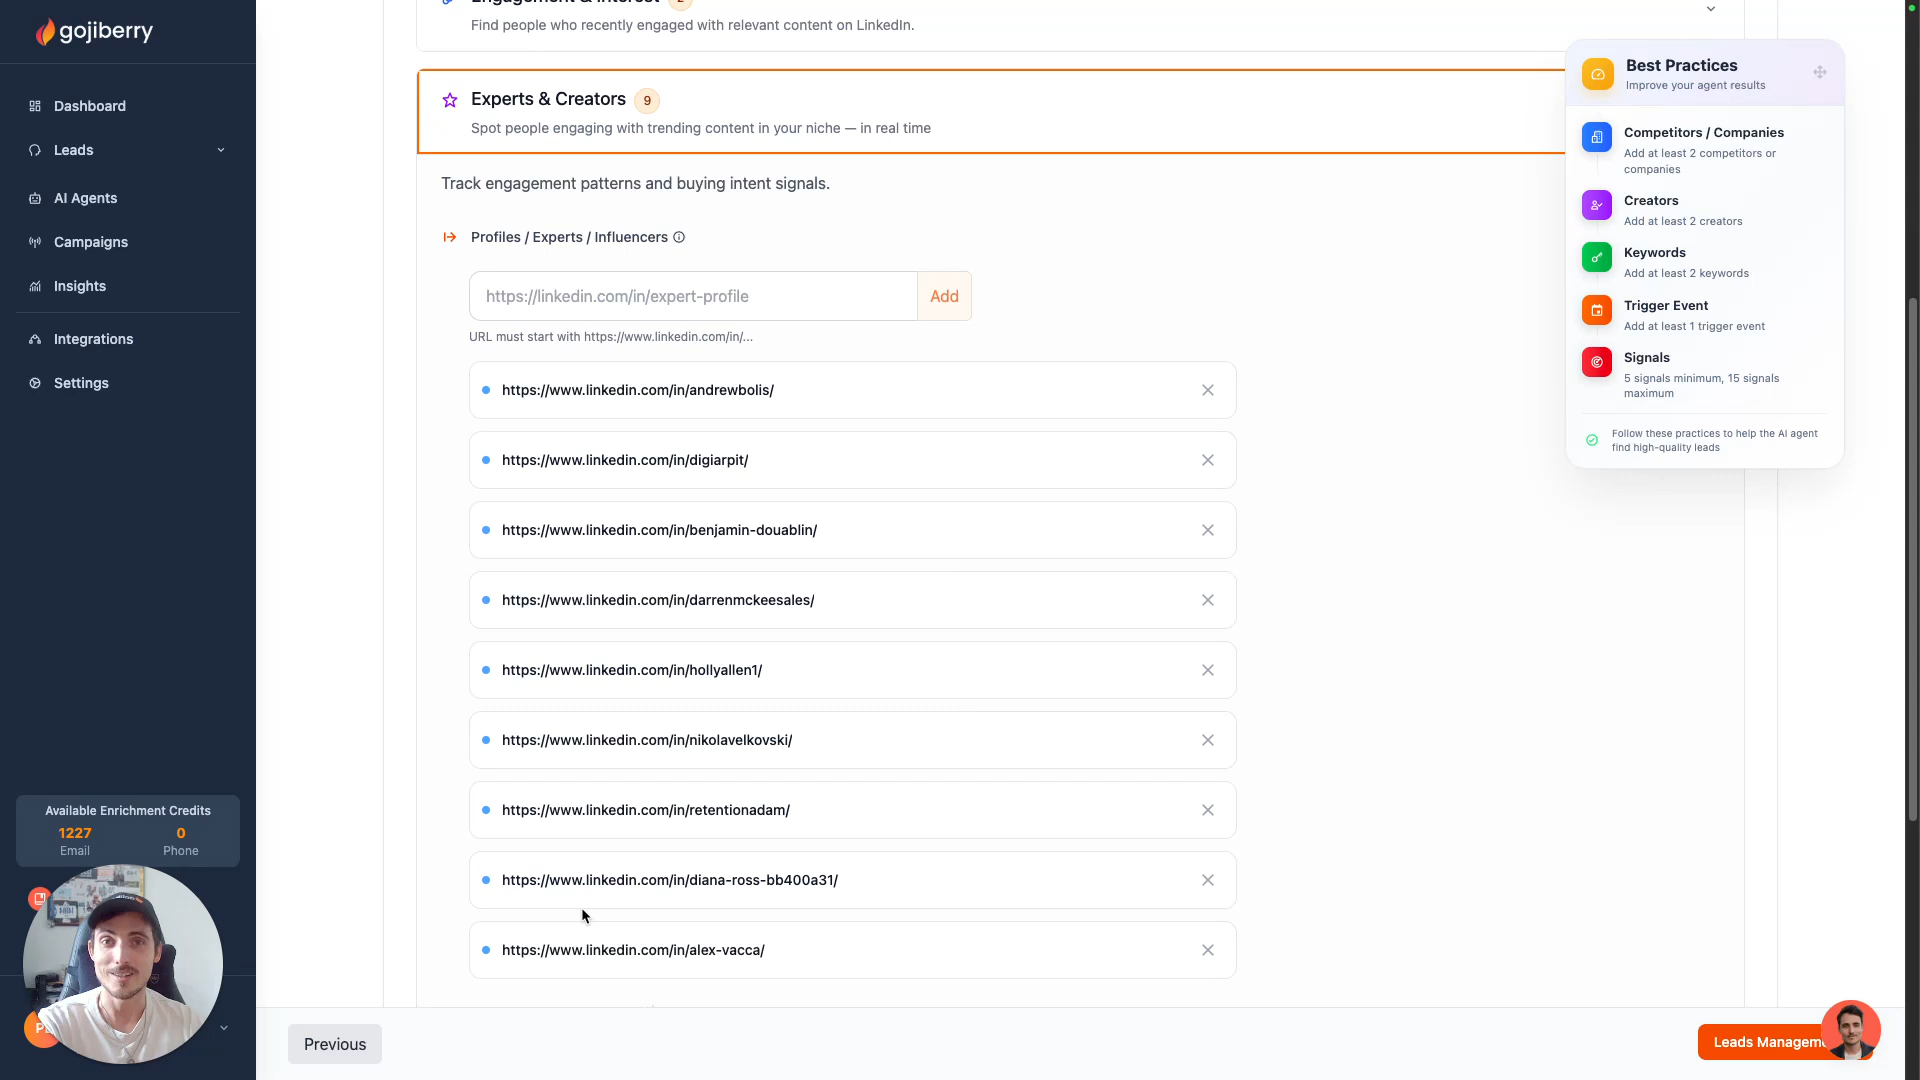 gojiberry
Dashboard
Leads
AI Agents
Campaigns
Insights
Integrations
Settings
Available Enrichment Credits
1227
0
Email
Phone
Find people who recently engaged with relevant content on LinkedIn.
Experts & Creators
9
Spot people engaging with trending content in your niche — in real time
Track engagement patterns and buying intent signals.
Profiles / Experts / Influencers
https://linkedin.com/in/expert-profile
Add
URL must start with https://www.linkedin.com/in/...
https://www.linkedin.com/in/andrewbolis/
https://www.linkedin.com/in/digiarpit/
https://www.linkedin.com/in/benjamin-douablin/
https://www.linkedin.com/in/darrenmckeesales/
https://www.linkedin.com/in/hollyallen1/
https://www.linkedin.com/in/nikolavelkovski/
https://www.linkedin.com/in/retentionadam/
https://www.linkedin.com/in/diana-ross-bb400a31/
https://www.linkedin.com/in/alex-vacca/
Previous
Leads Managem
Best Practices
Improve your agent results
Competitors / Companies
Add at least 2 competitors or
companies
Creators
Add at least 2 creators
Keywords
Add at least 2 keywords
Trigger Event
Add at least 1 trigger event
Signals
5 signals minimum, 15 signals
maximum
Follow these practices to help the AI agent
find high-quality leads